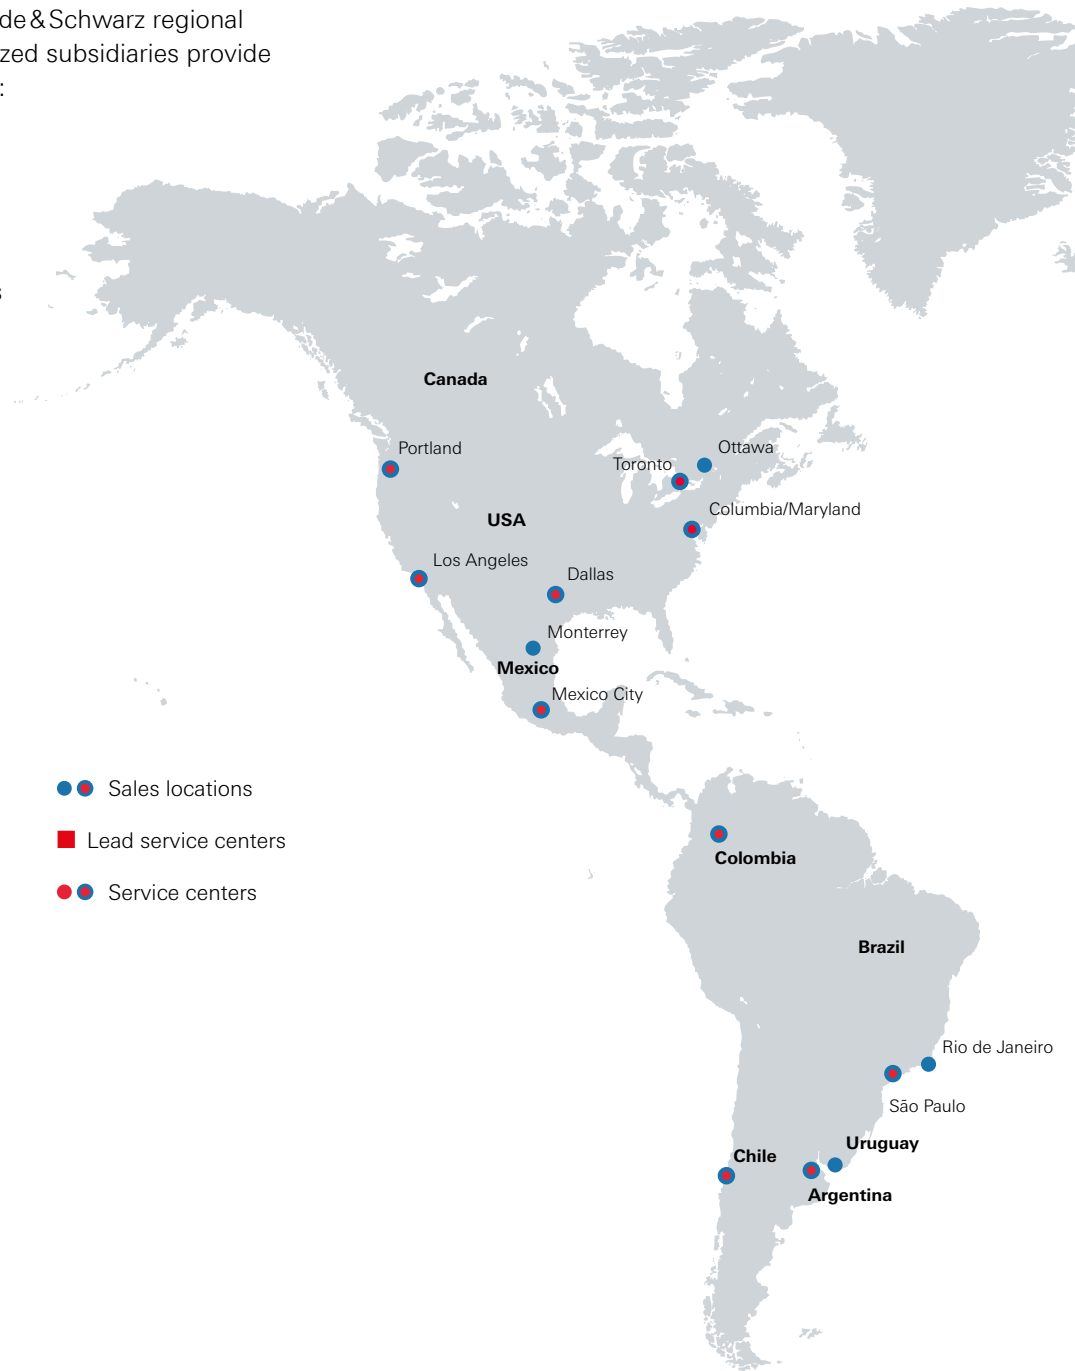 de & Schwarz regional
zed subsidiaries provide
:
s
Canada
Portland
Ottawa
Toronto
Columbia/Maryland
USA
Los Angeles
Dallas
Monterrey
Mexico
Mexico City
Sales locations
Lead service centers
Service centers
Colombia
Brazil
Rio de Janeiro
São Paulo
Uruguay
Chile
Argentina